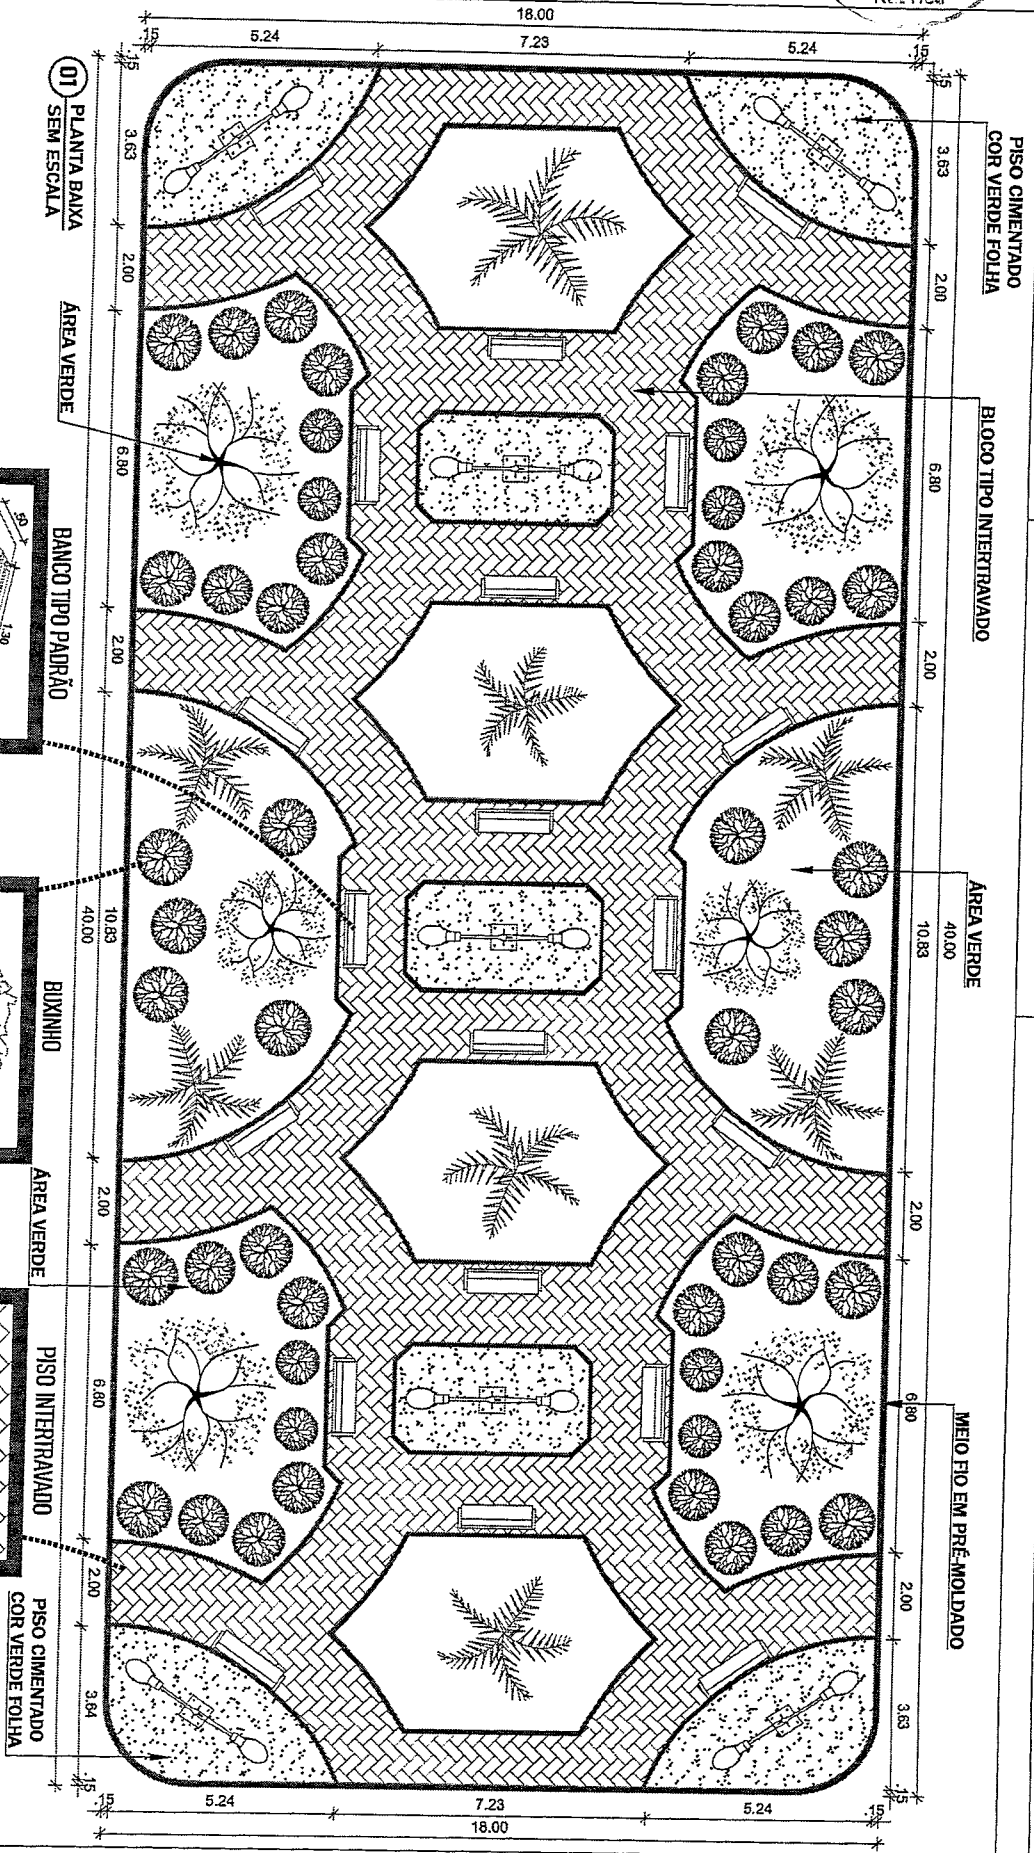 18.00
.15
5.24
7.23
5.24
.15
PISO CIMENTADO
COR VERDE FOLHA
BLOCO TIPO INTERTRAVADO
ÁREA VERDE
MEIO FIO EM PRÉ-MOLDADO
40.00
.15
3.63
2.00
6.80
2.00
10.83
2.00
6.80
2.00
3.63
.15
.15
3.63
2.00
6.80
2.00
10.83
2.00
6.80
2.00
3.64
.15
40.00
01
PLANTA BAIXA
SEM ESCALA
ÁREA VERDE
BANCO TIPO PADRÃO
.50
1.30
BUXINHO
ÁREA VERDE
PISO INTERTRAVADO
PISO CIMENTADO
COR VERDE FOLHA
.15
5.24
7.23
5.24
.15
18.00